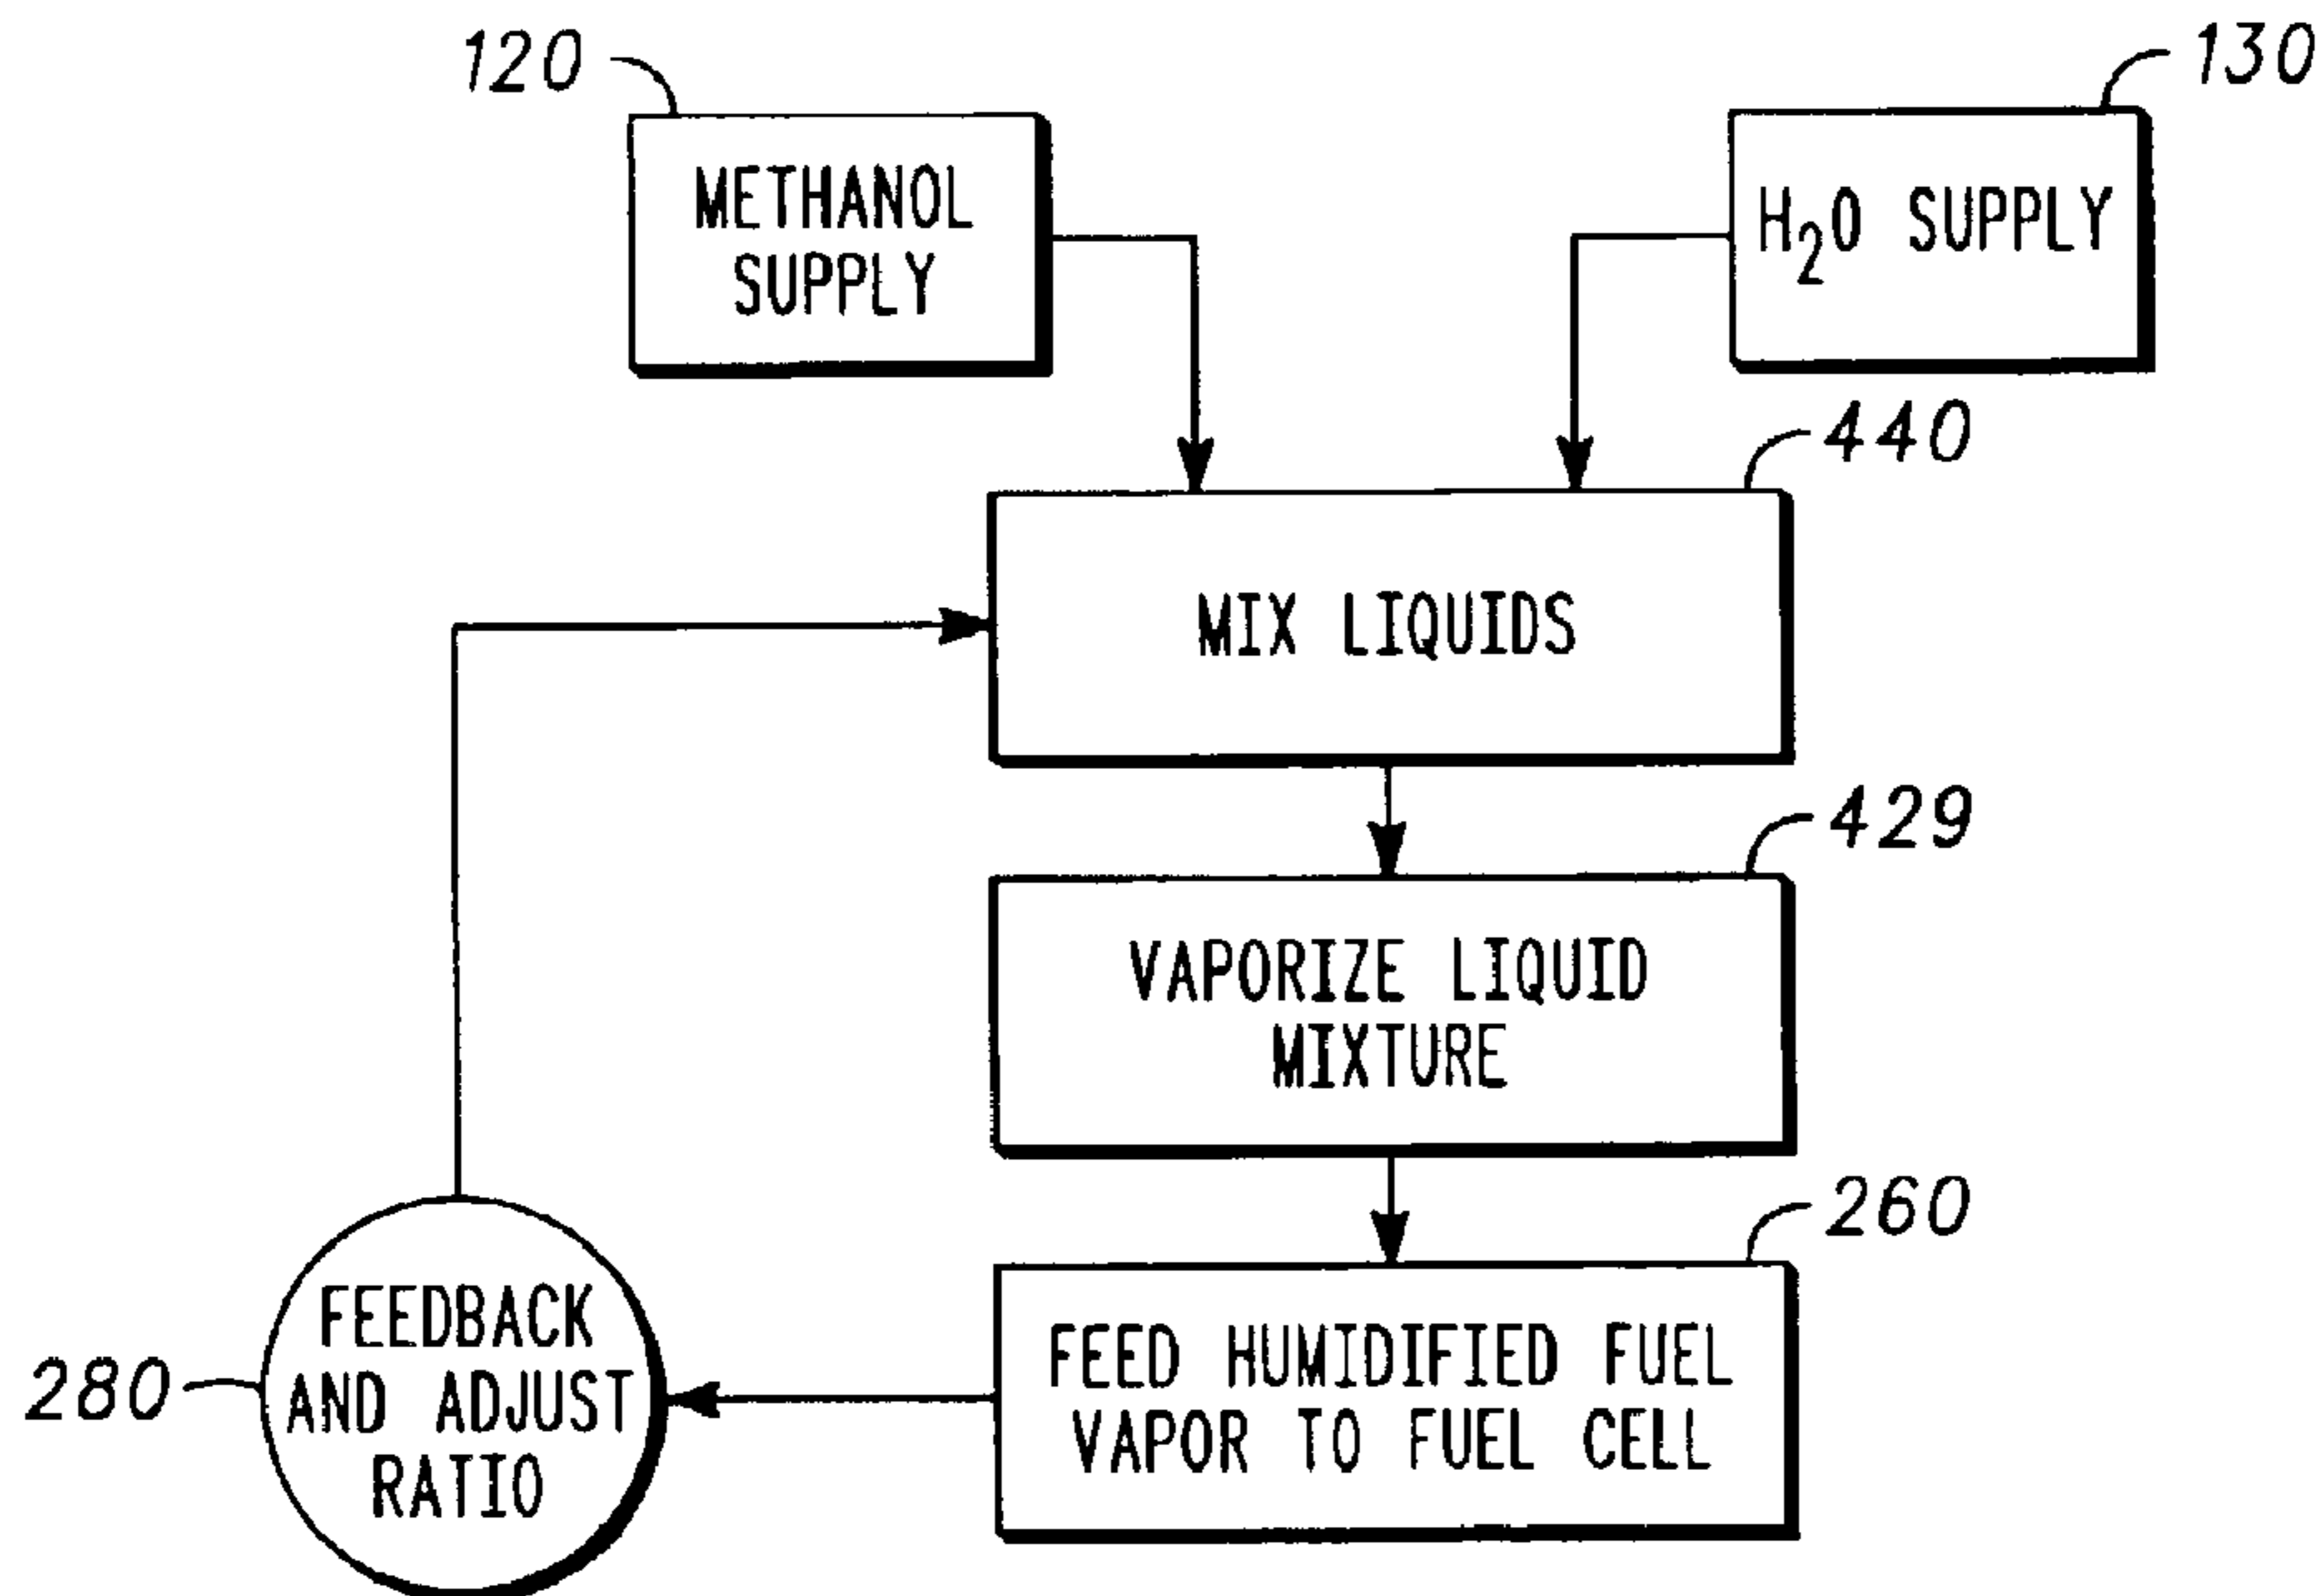 120
130
METHANOL
SUPPLY
H₂O SUPPLY
440
MIX LIQUIDS
429
VAPORIZE LIQUID
MIXTURE
260
FEED HUMIDIFIED FUEL
VAPOR TO FUEL CELL
280
FEEDBACK
AND ADJUST
RATIO